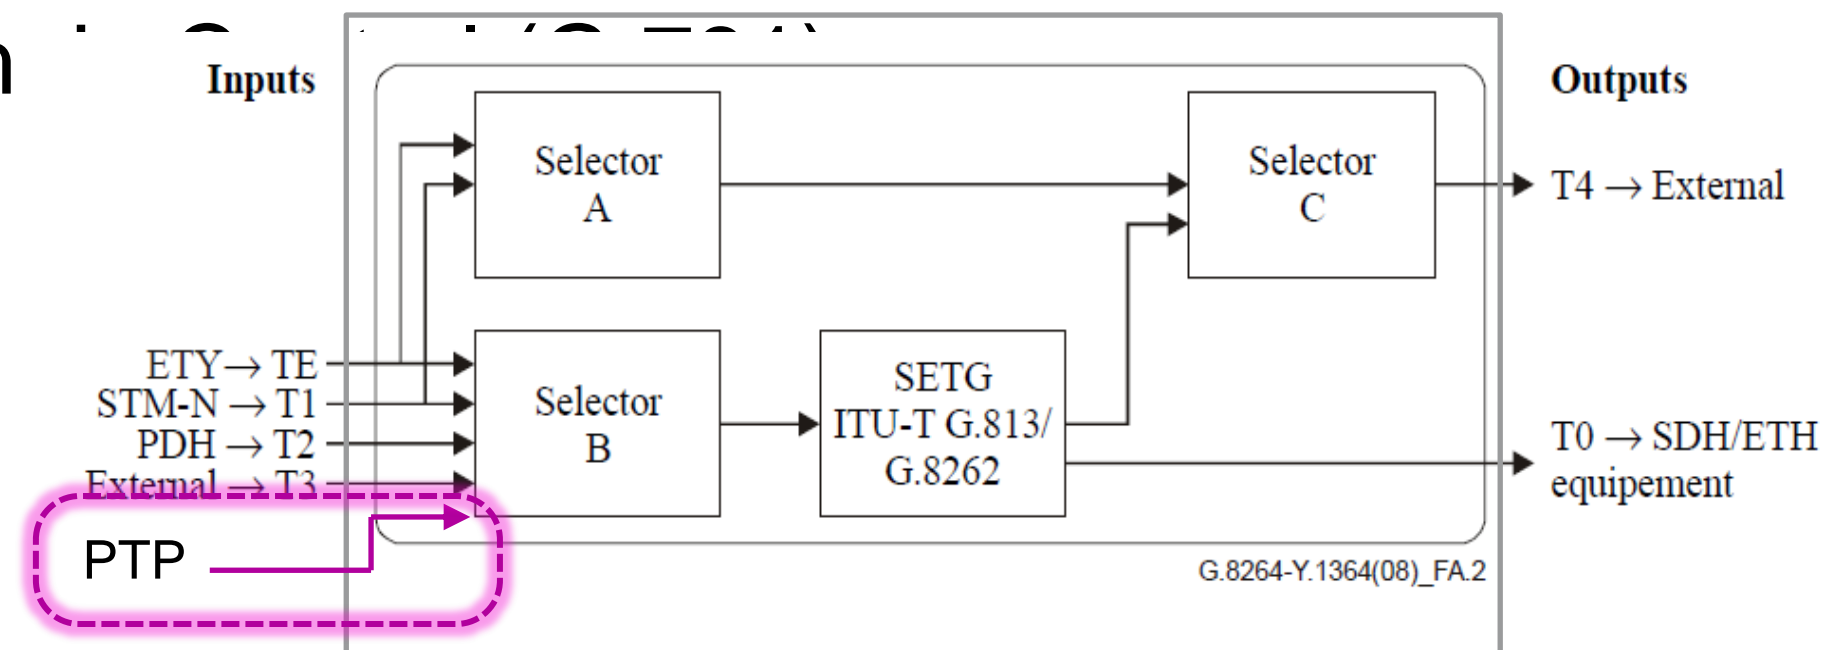 Inputs
Outputs
Selector
A
Selector
C
T4 → External
ETY → TE
STM-N → T1
PDH → T2
External → T3
Selector
B
SETG
ITU-T G.813/
G.8262
T0 → SDH/ETH
equipement
PTP
G.8264-Y.1364(08)_FA.2